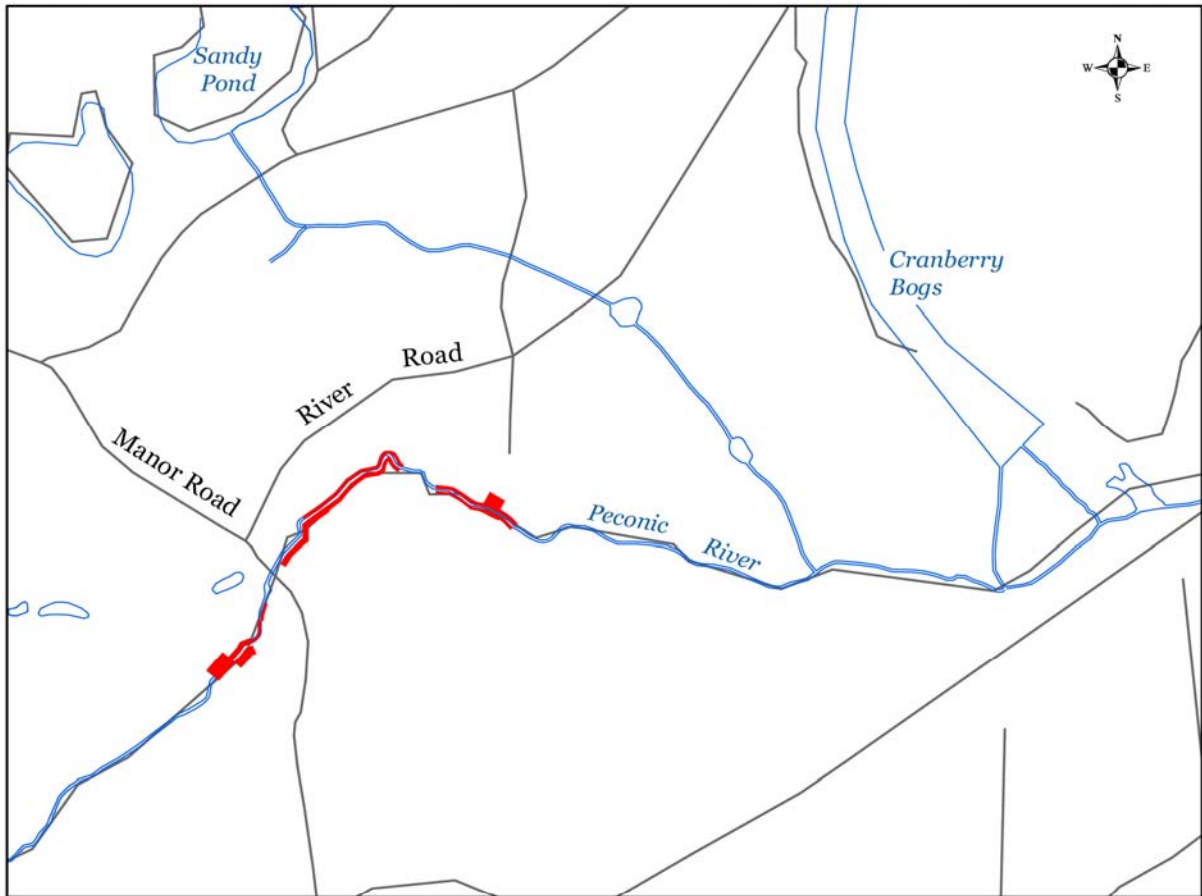 Sandy
Pond
N
W E
S
Cranberry
Bogs
River Road
Manor Road
Peconic River